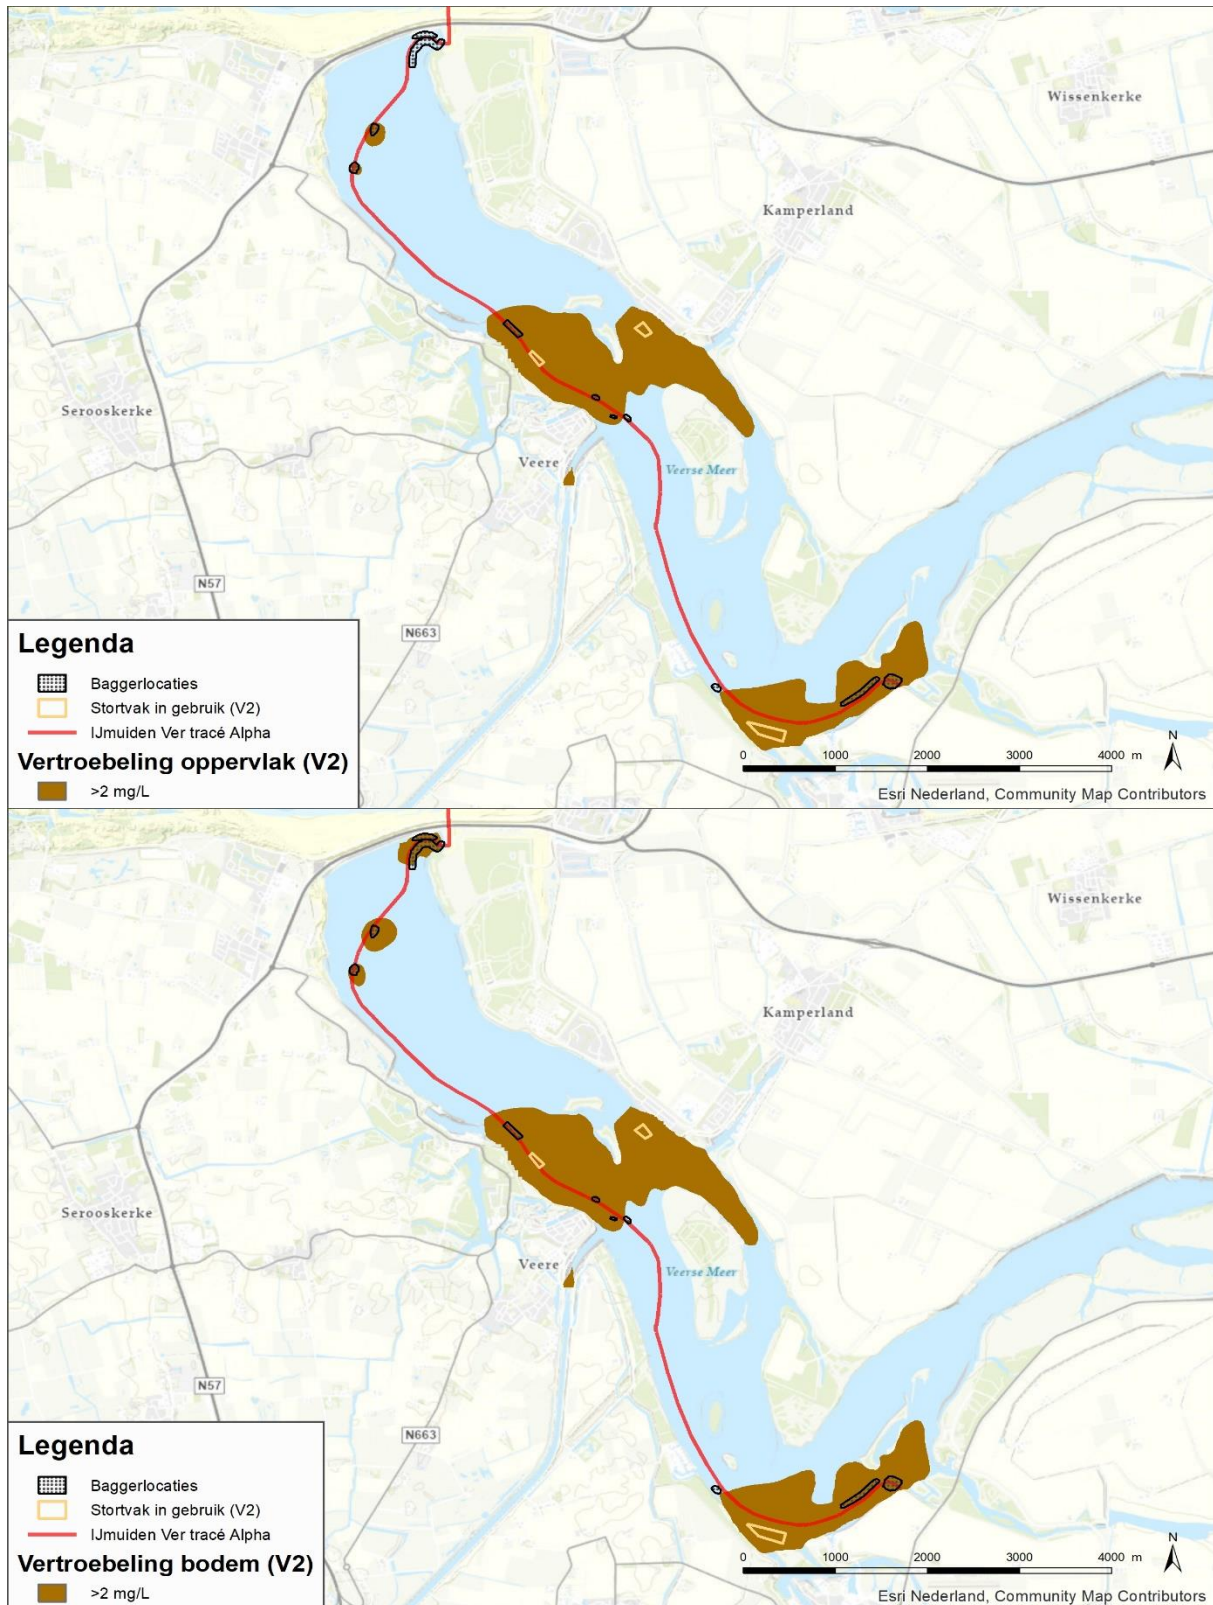 Wissenkerke
Kamperland
Serooskerke
Veere
Veerse Meer
N57
N663
Legenda
Baggerlocaties
Stortvak in gebruik (V2)
IJmuiden Ver tracé Alpha
Vertroebeling oppervlak (V2)
>2 mg/L
0 1000 2000 3000 4000 m
N
Esri Nederland, Community Map Contributors
Wissenkerke
Kamperland
Serooskerke
Veere
Veerse Meer
N57
N663
Legenda
Baggerlocaties
Stortvak in gebruik (V2)
IJmuiden Ver tracé Alpha
Vertroebeling bodem (V2)
>2 mg/L
0 1000 2000 3000 4000 m
N
Esri Nederland, Community Map Contributors